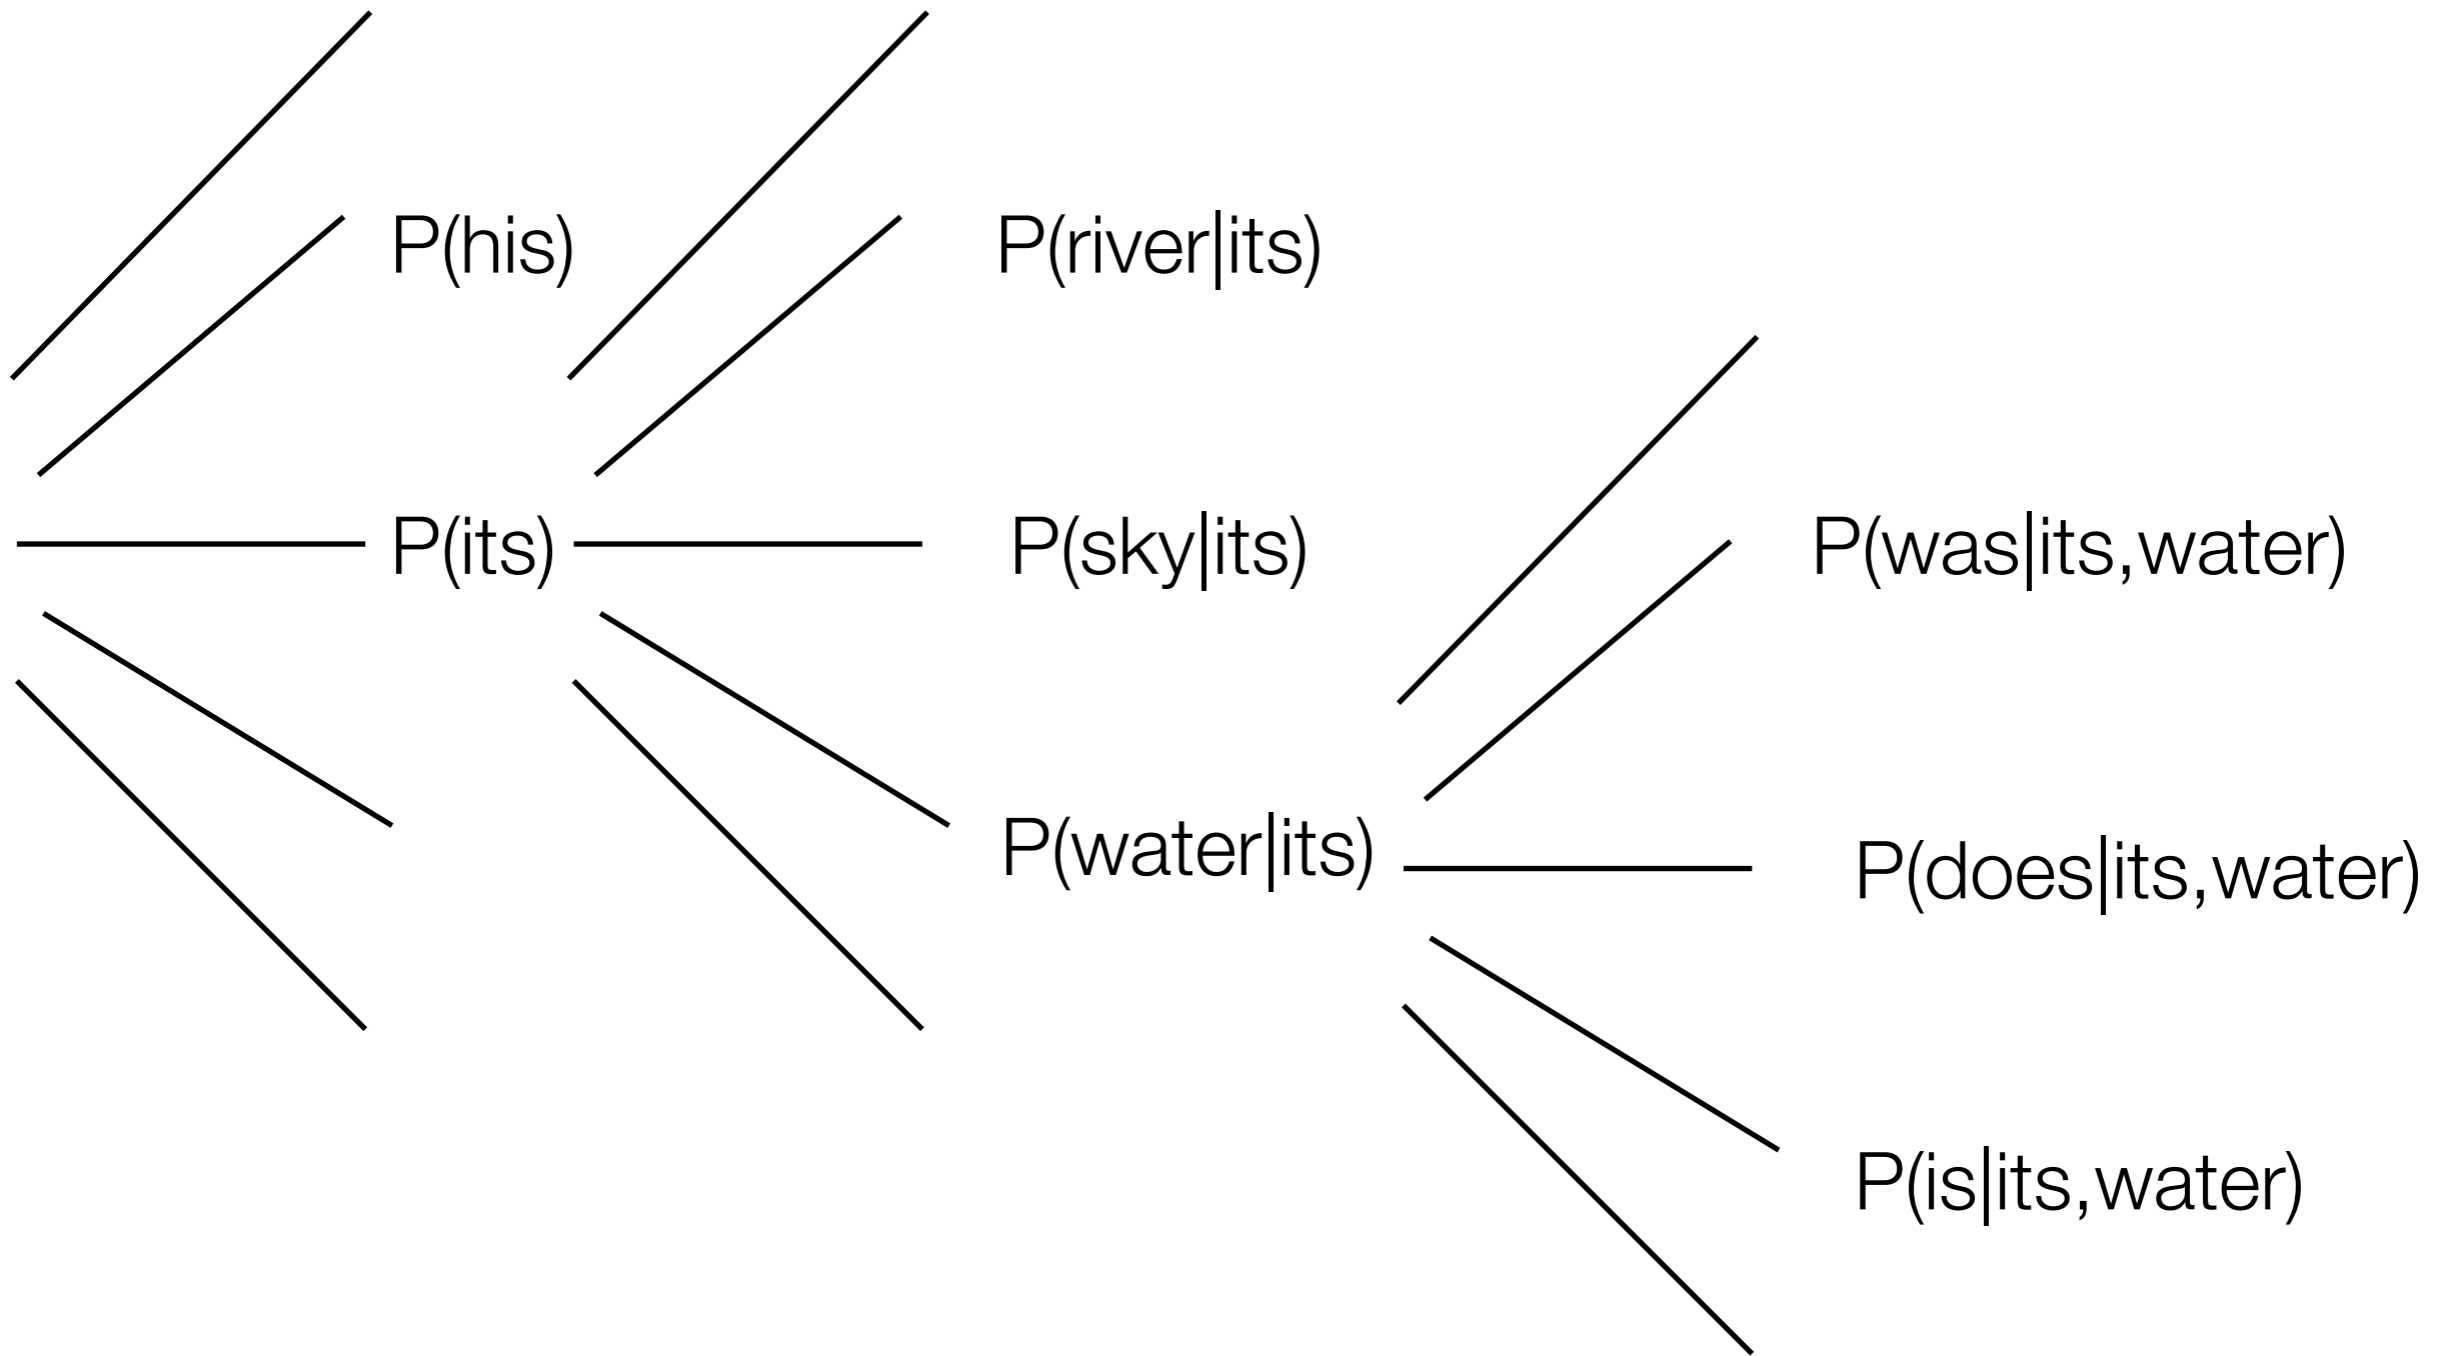 P(his)
P(its)
P(river|its)
P(sky|its)
P(water|its)
P(was|its,water)
P(does|its,water)
P(is|its,water)